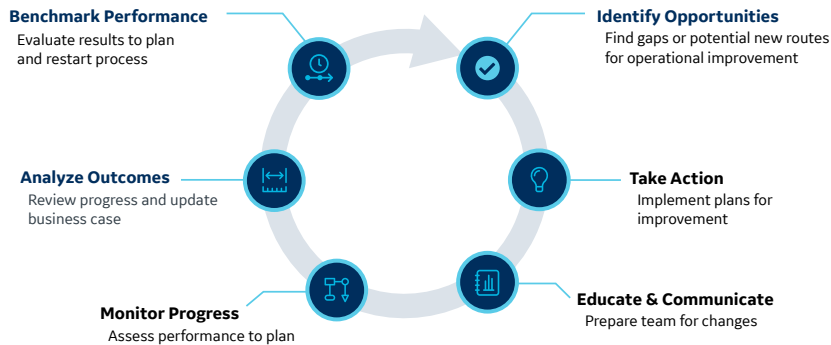 Benchmark Performance
Evaluate results to plan
and restart process
Identify Opportunities
Find gaps or potential new routes
for operational improvement
Analyze Outcomes
Review progress and update
business case
Take Action
Implement plans for
improvement
Monitor Progress
Assess performance to plan
Educate & Communicate
Prepare team for changes